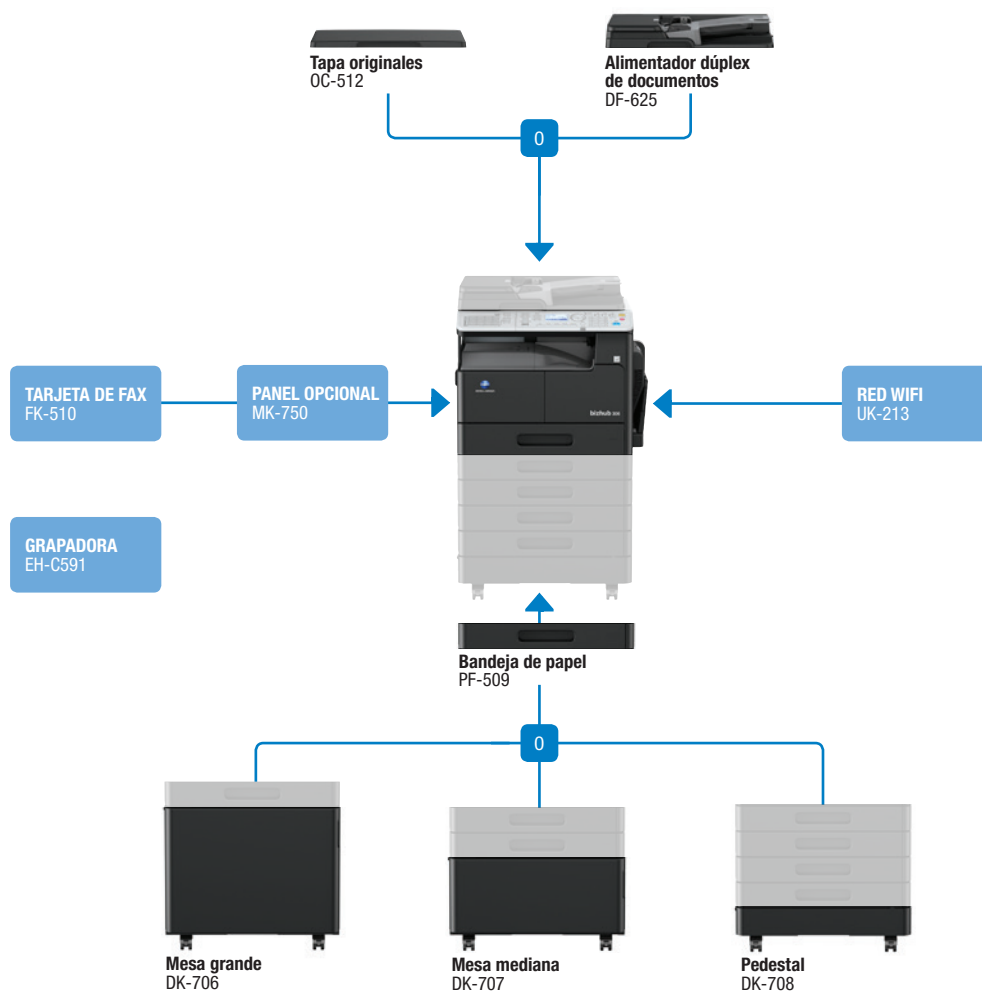 Tapa originales
OC-512
Alimentador dúplex
de documentos
DF-625
0
TARJETA DE FAX
FK-510
PANEL OPCIONAL
MK-750
bizhub
RED WIFI
UK-213
GRAPADORA
EH-C591
Bandeja de papel
PF-509
0
Mesa grande
DK-706
Mesa mediana
DK-707
Pedestal
DK-708